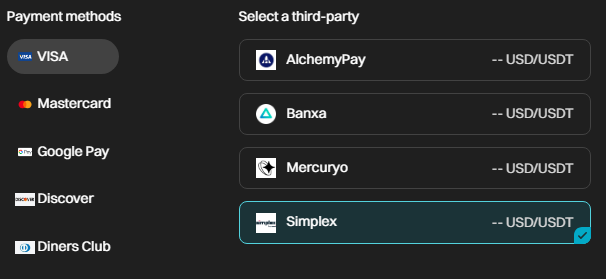 Payment methods
VISA
VISA
Mastercard
G Pay
Google Pay
DISCOVER
Discover
Diners Club
Select a third-party
AlchemyPay
-- USD/USDT
Banxa
-- USD/USDT
Mercuryo
-- USD/USDT
simplex
Simplex
-- USD/USDT